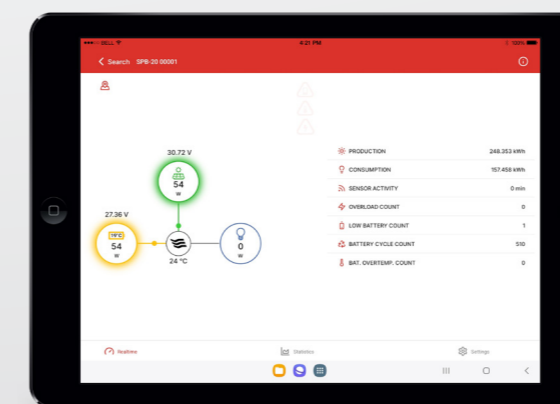 BELL
4:21 PM
100%
Search SPB-20 00001
30.72 V
54
W
27.36 V
54
W
24 °C
0
W
PRODUCTION 248.353 kWh
CONSUMPTION 157.458 kWh
SENSOR ACTIVITY 0 min
OVERLOAD COUNT 0
LOW BATTERY COUNT 1
BATTERY CYCLE COUNT 510
BAT. OVERTEMP. COUNT 0
Realtime
Statistics
Settings